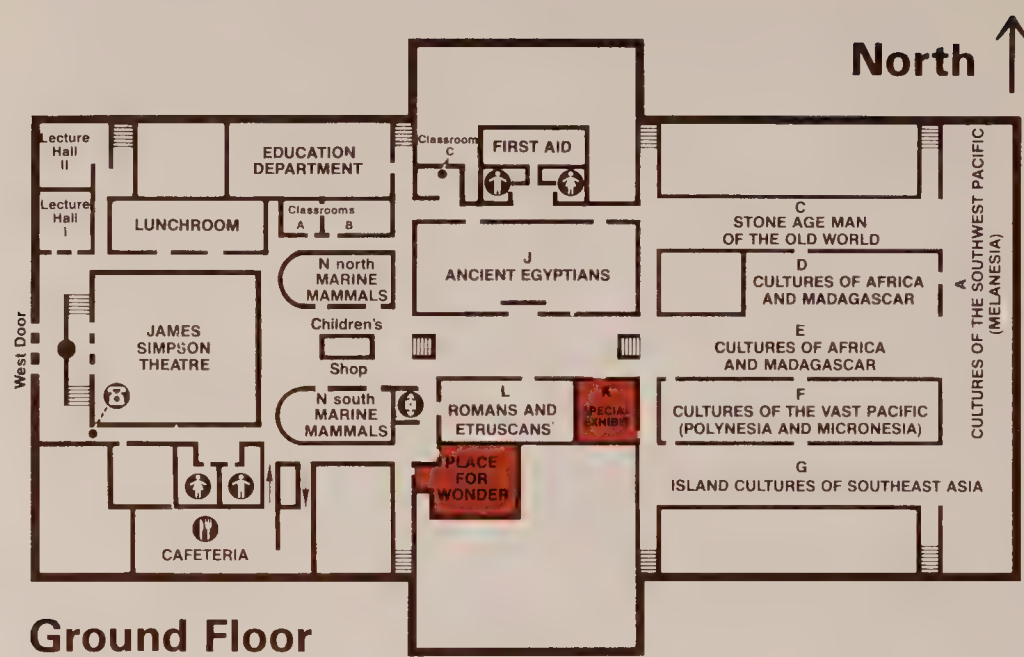 North
Lecture
Hall
II
Lecture
Hall
I
EDUCATION
DEPARTMENT
LUNCHROOM
Classrooms
A B
Classroom
C
FIRST AID
N north
MARINE
MAMMALS
J
ANCIENT EGYPTIANS
C
STONE AGE MAN
OF THE OLD WORLD
D
CULTURES OF AFRICA
AND MADAGASCAR
A
CULTURES OF THE SOUTHWEST PACIFIC
(MELANESIA)
West Door
JAMES
SIMPSON
THEATRE
Children's
Shop
E
CULTURES OF AFRICA
AND MADAGASCAR
N south
MARINE
MAMMALS
L
ROMANS AND
ETRUSCANS
K
SPECIAL
EXHIBIT
F
CULTURES OF THE VAST PACIFIC
(POLYNESIA AND MICRONESIA)
PLACE
FOR
WONDER
G
ISLAND CULTURES OF SOUTHEAST ASIA
CAFETERIA
Ground Floor